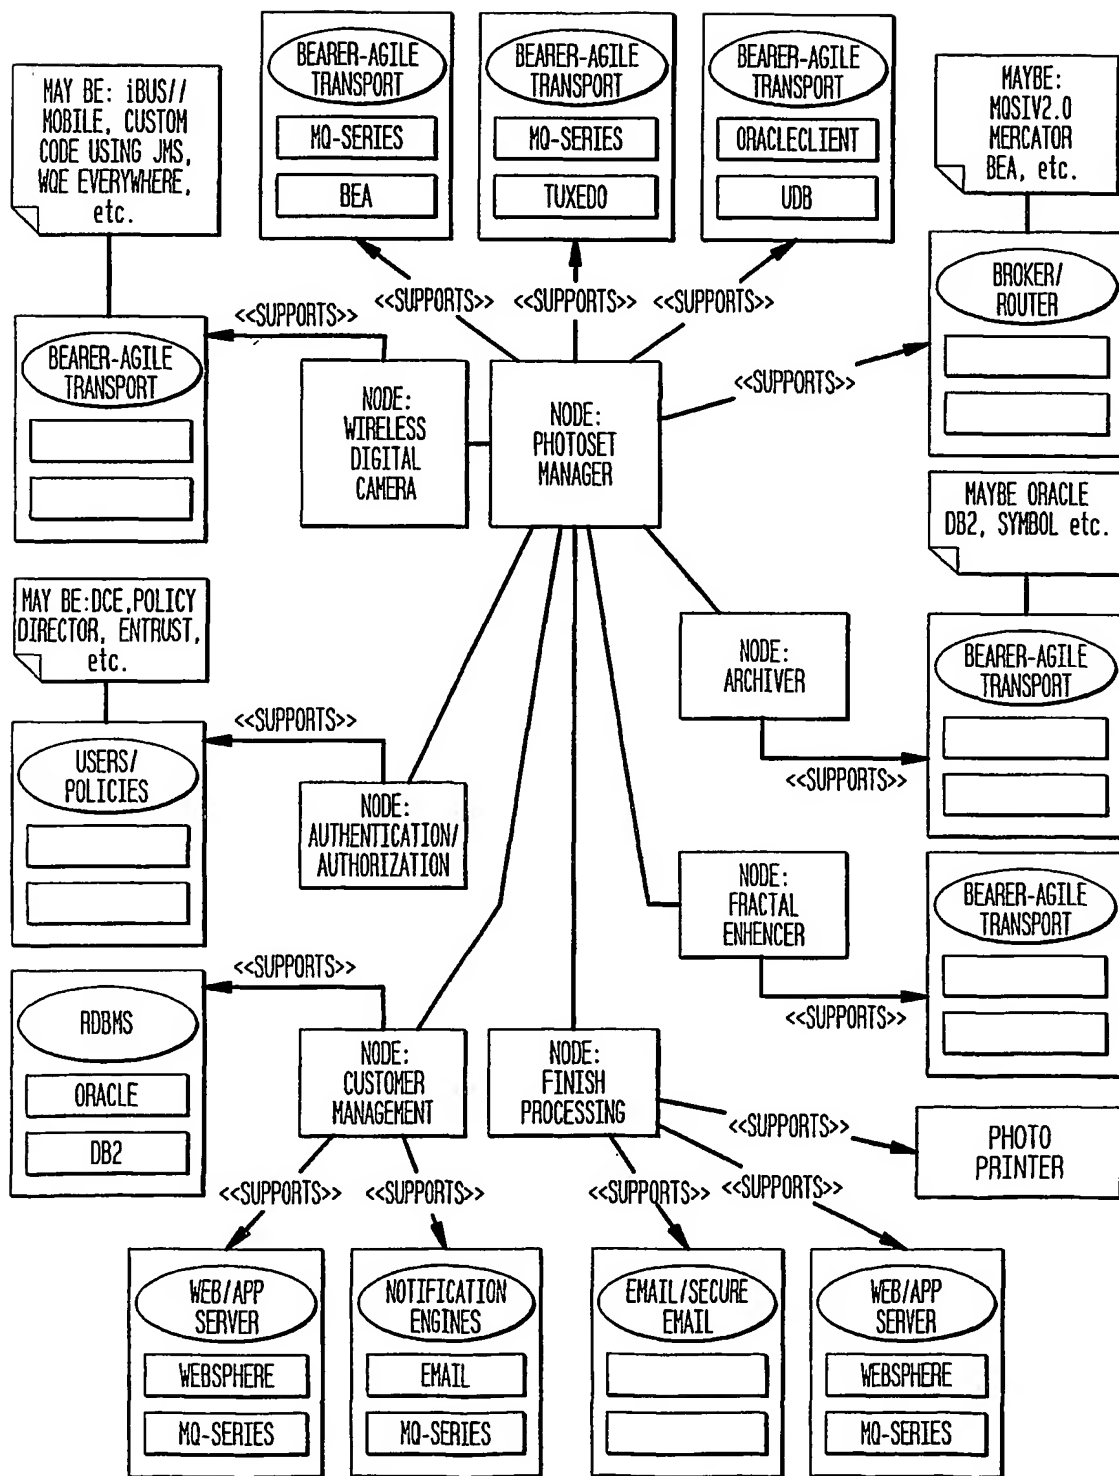 BEARER-AGILE
TRANSPORT
MQ-SERIES
BEA
BEARER-AGILE
TRANSPORT
MQ-SERIES
TUXEDO
BEARER-AGILE
TRANSPORT
ORACLECLIENT
UDB
MAY BE: iBUS//
MOBILE, CUSTOM
CODE USING JMS,
WQE EVERYWHERE,
etc.
MAYBE:
MQSIV2.0
MERCATOR
BEA, etc.
<<SUPPORTS>>
<<SUPPORTS>>
<<SUPPORTS>>
<<SUPPORTS>>
<<SUPPORTS>>
BROKER/
ROUTER
BEARER-AGILE
TRANSPORT
NODE:
WIRELESS
DIGITAL
CAMERA
NODE:
PHOTOSET
MANAGER
MAYBE ORACLE
DB2, SYMBOL etc.
MAY BE:DCE,POLICY
DIRECTOR, ENTRUST,
etc.
NODE:
ARCHIVER
BEARER-AGILE
TRANSPORT
<<SUPPORTS>>
<<SUPPORTS>>
USERS/
POLICIES
NODE:
AUTHENTICATION/
AUTHORIZATION
NODE:
FRACTAL
ENHENCER
BEARER-AGILE
TRANSPORT
<<SUPPORTS>>
<<SUPPORTS>>
RDBMS
ORACLE
DB2
NODE:
CUSTOMER
MANAGEMENT
NODE:
FINISH
PROCESSING
<<SUPPORTS>>
PHOTO
PRINTER
<<SUPPORTS>>
<<SUPPORTS>>
<<SUPPORTS>>
<<SUPPORTS>>
WEB/APP
SERVER
WEBSPHERE
MQ-SERIES
NOTIFICATION
ENGINES
EMAIL
MQ-SERIES
EMAIL/SECURE
EMAIL
WEB/APP
SERVER
WEBSPHERE
MQ-SERIES